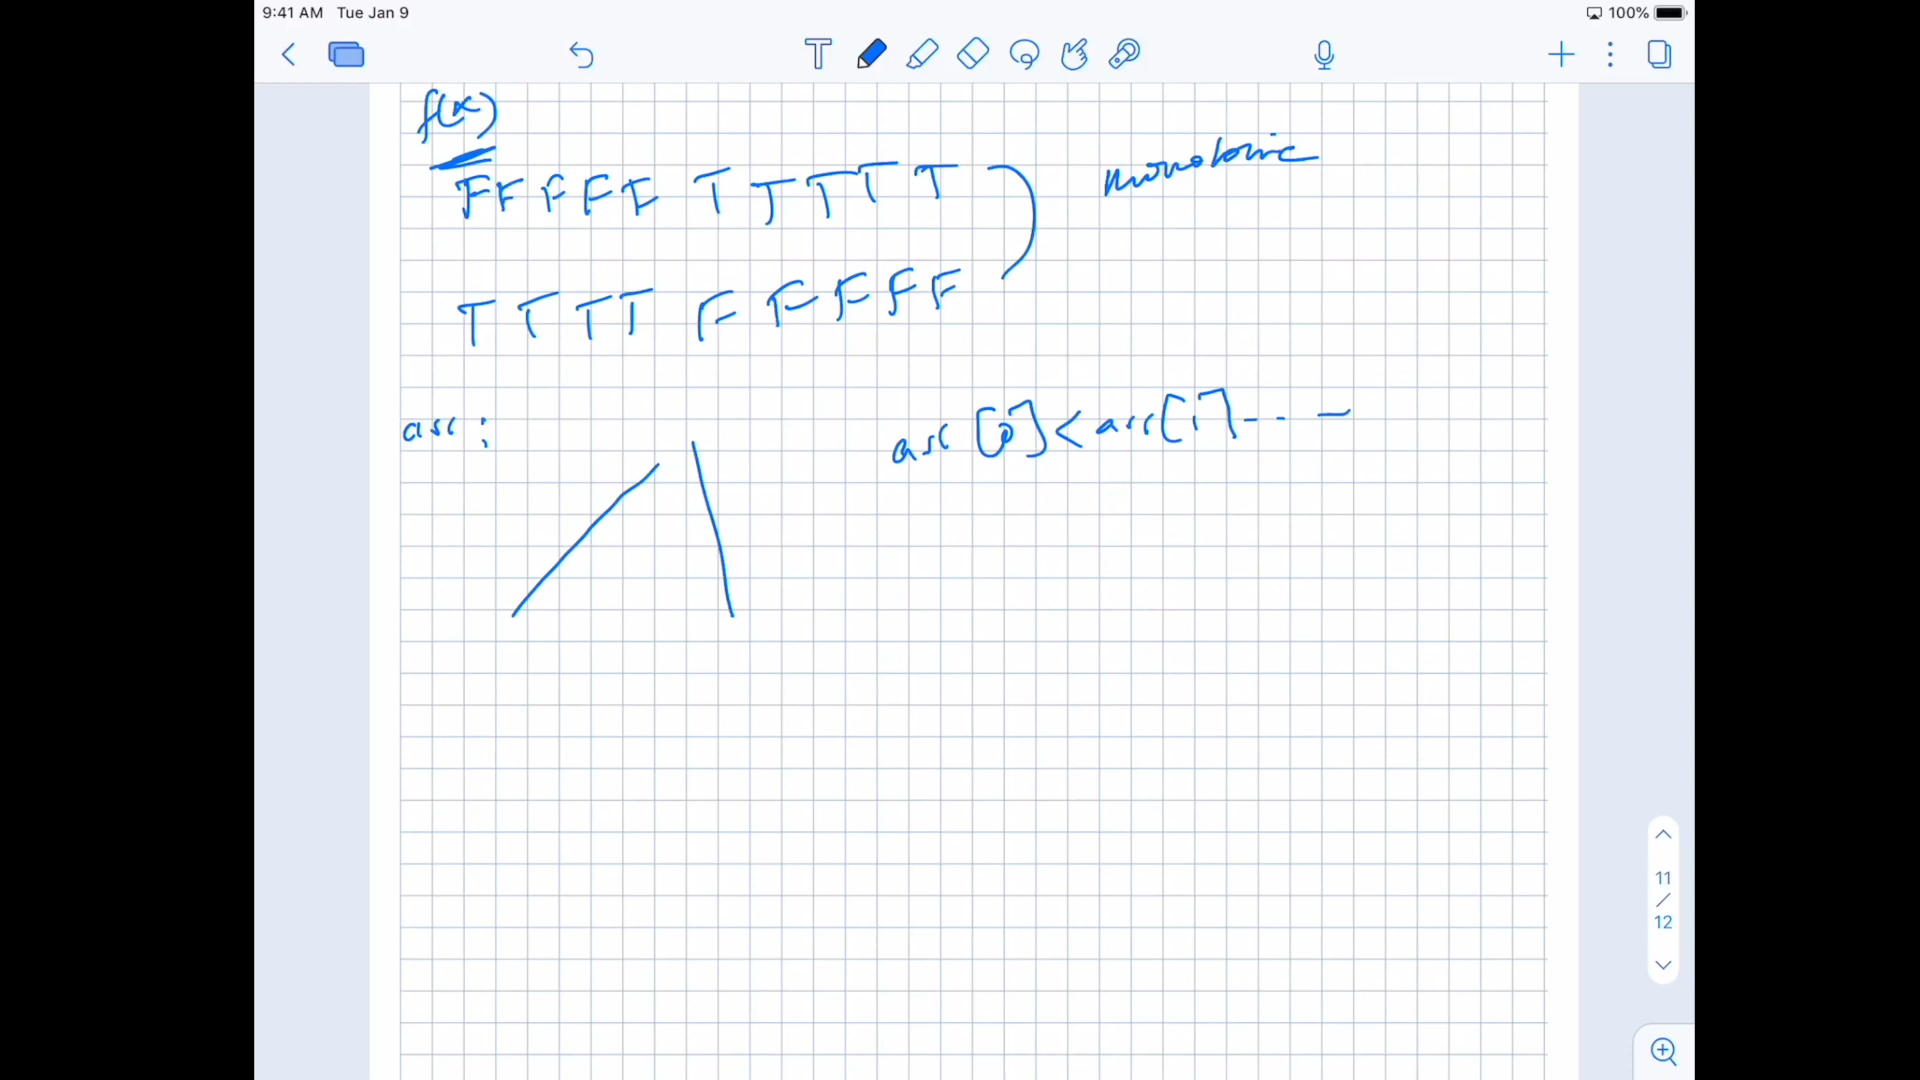 9:41 AM Tue Jan 9
100%
f(x)
F F F F F T T T T T
monotonic
T T T T F F F F F
arr :
arr [0] < arr[1] - - -
11
/
12